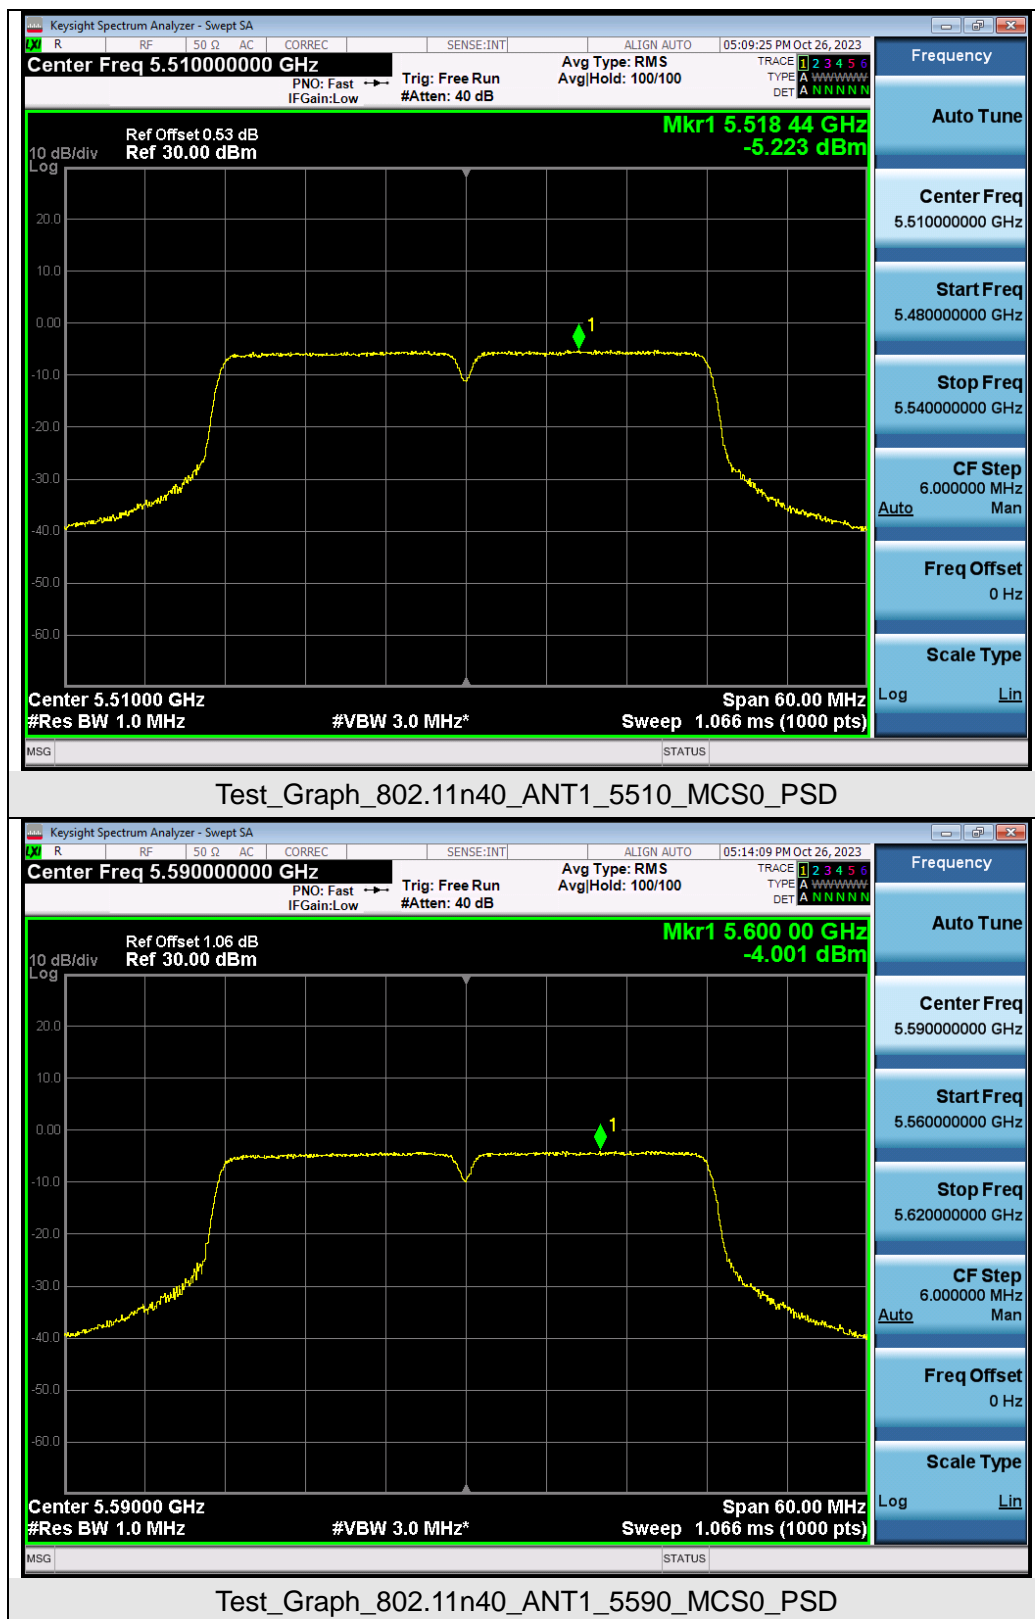 Keysight Spectrum Analyzer - Swept SA
LXI R RF 50 Ω AC CORREC SENSE:INT ALIGN AUTO 05:09:25 PM Oct 26, 2023
Center Freq 5.510000000 GHz
PNO: Fast
IFGain:Low
Trig: Free Run
#Atten: 40 dB
Avg Type: RMS
Avg|Hold: 100/100
TRACE 1 2 3 4 5 6
TYPE A WWWWW
DET A N N N N N
Frequency
Auto Tune
Mkr1 5.518 44 GHz
-5.223 dBm
Ref Offset 0.53 dB
10 dB/div Ref 30.00 dBm
Log
20.0
10.0
0.00
-10.0
-20.0
-30.0
-40.0
-50.0
-60.0
1
Center Freq
5.510000000 GHz
Start Freq
5.480000000 GHz
Stop Freq
5.540000000 GHz
CF Step
6.000000 MHz
Auto Man
Freq Offset
0 Hz
Scale Type
Log Lin
Center 5.51000 GHz Span 60.00 MHz
#Res BW 1.0 MHz #VBW 3.0 MHz* Sweep 1.066 ms (1000 pts)
MSG STATUS
Test_Graph_802.11n40_ANT1_5510_MCS0_PSD
Keysight Spectrum Analyzer - Swept SA
LXI R RF 50 Ω AC CORREC SENSE:INT ALIGN AUTO 05:14:09 PM Oct 26, 2023
Center Freq 5.590000000 GHz
PNO: Fast
IFGain:Low
Trig: Free Run
#Atten: 40 dB
Avg Type: RMS
Avg|Hold: 100/100
TRACE 1 2 3 4 5 6
TYPE A WWWWW
DET A N N N N N
Frequency
Auto Tune
Mkr1 5.600 00 GHz
-4.001 dBm
Ref Offset 1.06 dB
10 dB/div Ref 30.00 dBm
Log
20.0
10.0
0.00
-10.0
-20.0
-30.0
-40.0
-50.0
-60.0
1
Center Freq
5.590000000 GHz
Start Freq
5.560000000 GHz
Stop Freq
5.620000000 GHz
CF Step
6.000000 MHz
Auto Man
Freq Offset
0 Hz
Scale Type
Log Lin
Center 5.59000 GHz Span 60.00 MHz
#Res BW 1.0 MHz #VBW 3.0 MHz* Sweep 1.066 ms (1000 pts)
MSG STATUS
Test_Graph_802.11n40_ANT1_5590_MCS0_PSD